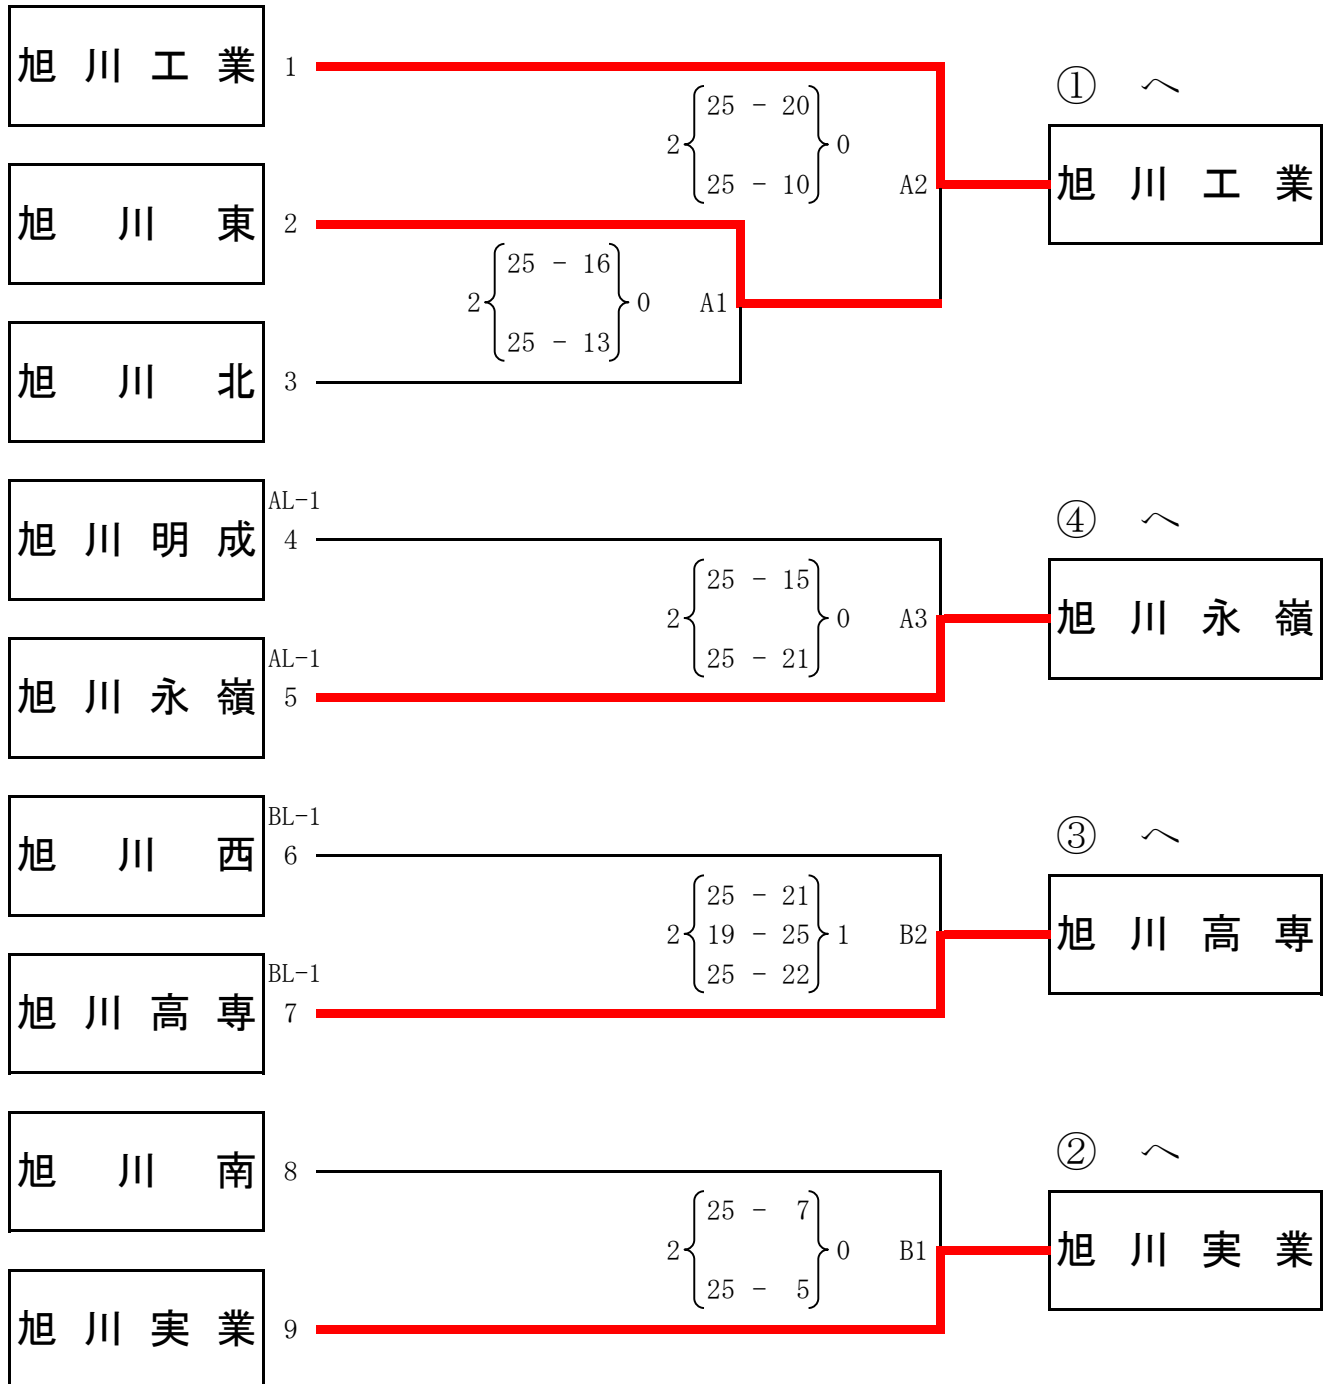 旭川工業 1
① へ
25 - 20
2 0
25 - 10
A2
旭川工業
旭川東 2
25 - 16
2 0
25 - 13
A1
旭川北 3
旭川明成 AL-1
4
④ へ
25 - 15
2 0
25 - 21
A3
旭川永嶺
旭川永嶺 AL-1
5
旭川西 BL-1
6
③ へ
25 - 21
2 19 - 25 1
25 - 22
B2
旭川高専
旭川高専 BL-1
7
旭川南 8
② へ
25 - 7
2 0
25 - 5
B1
旭川実業
旭川実業 9